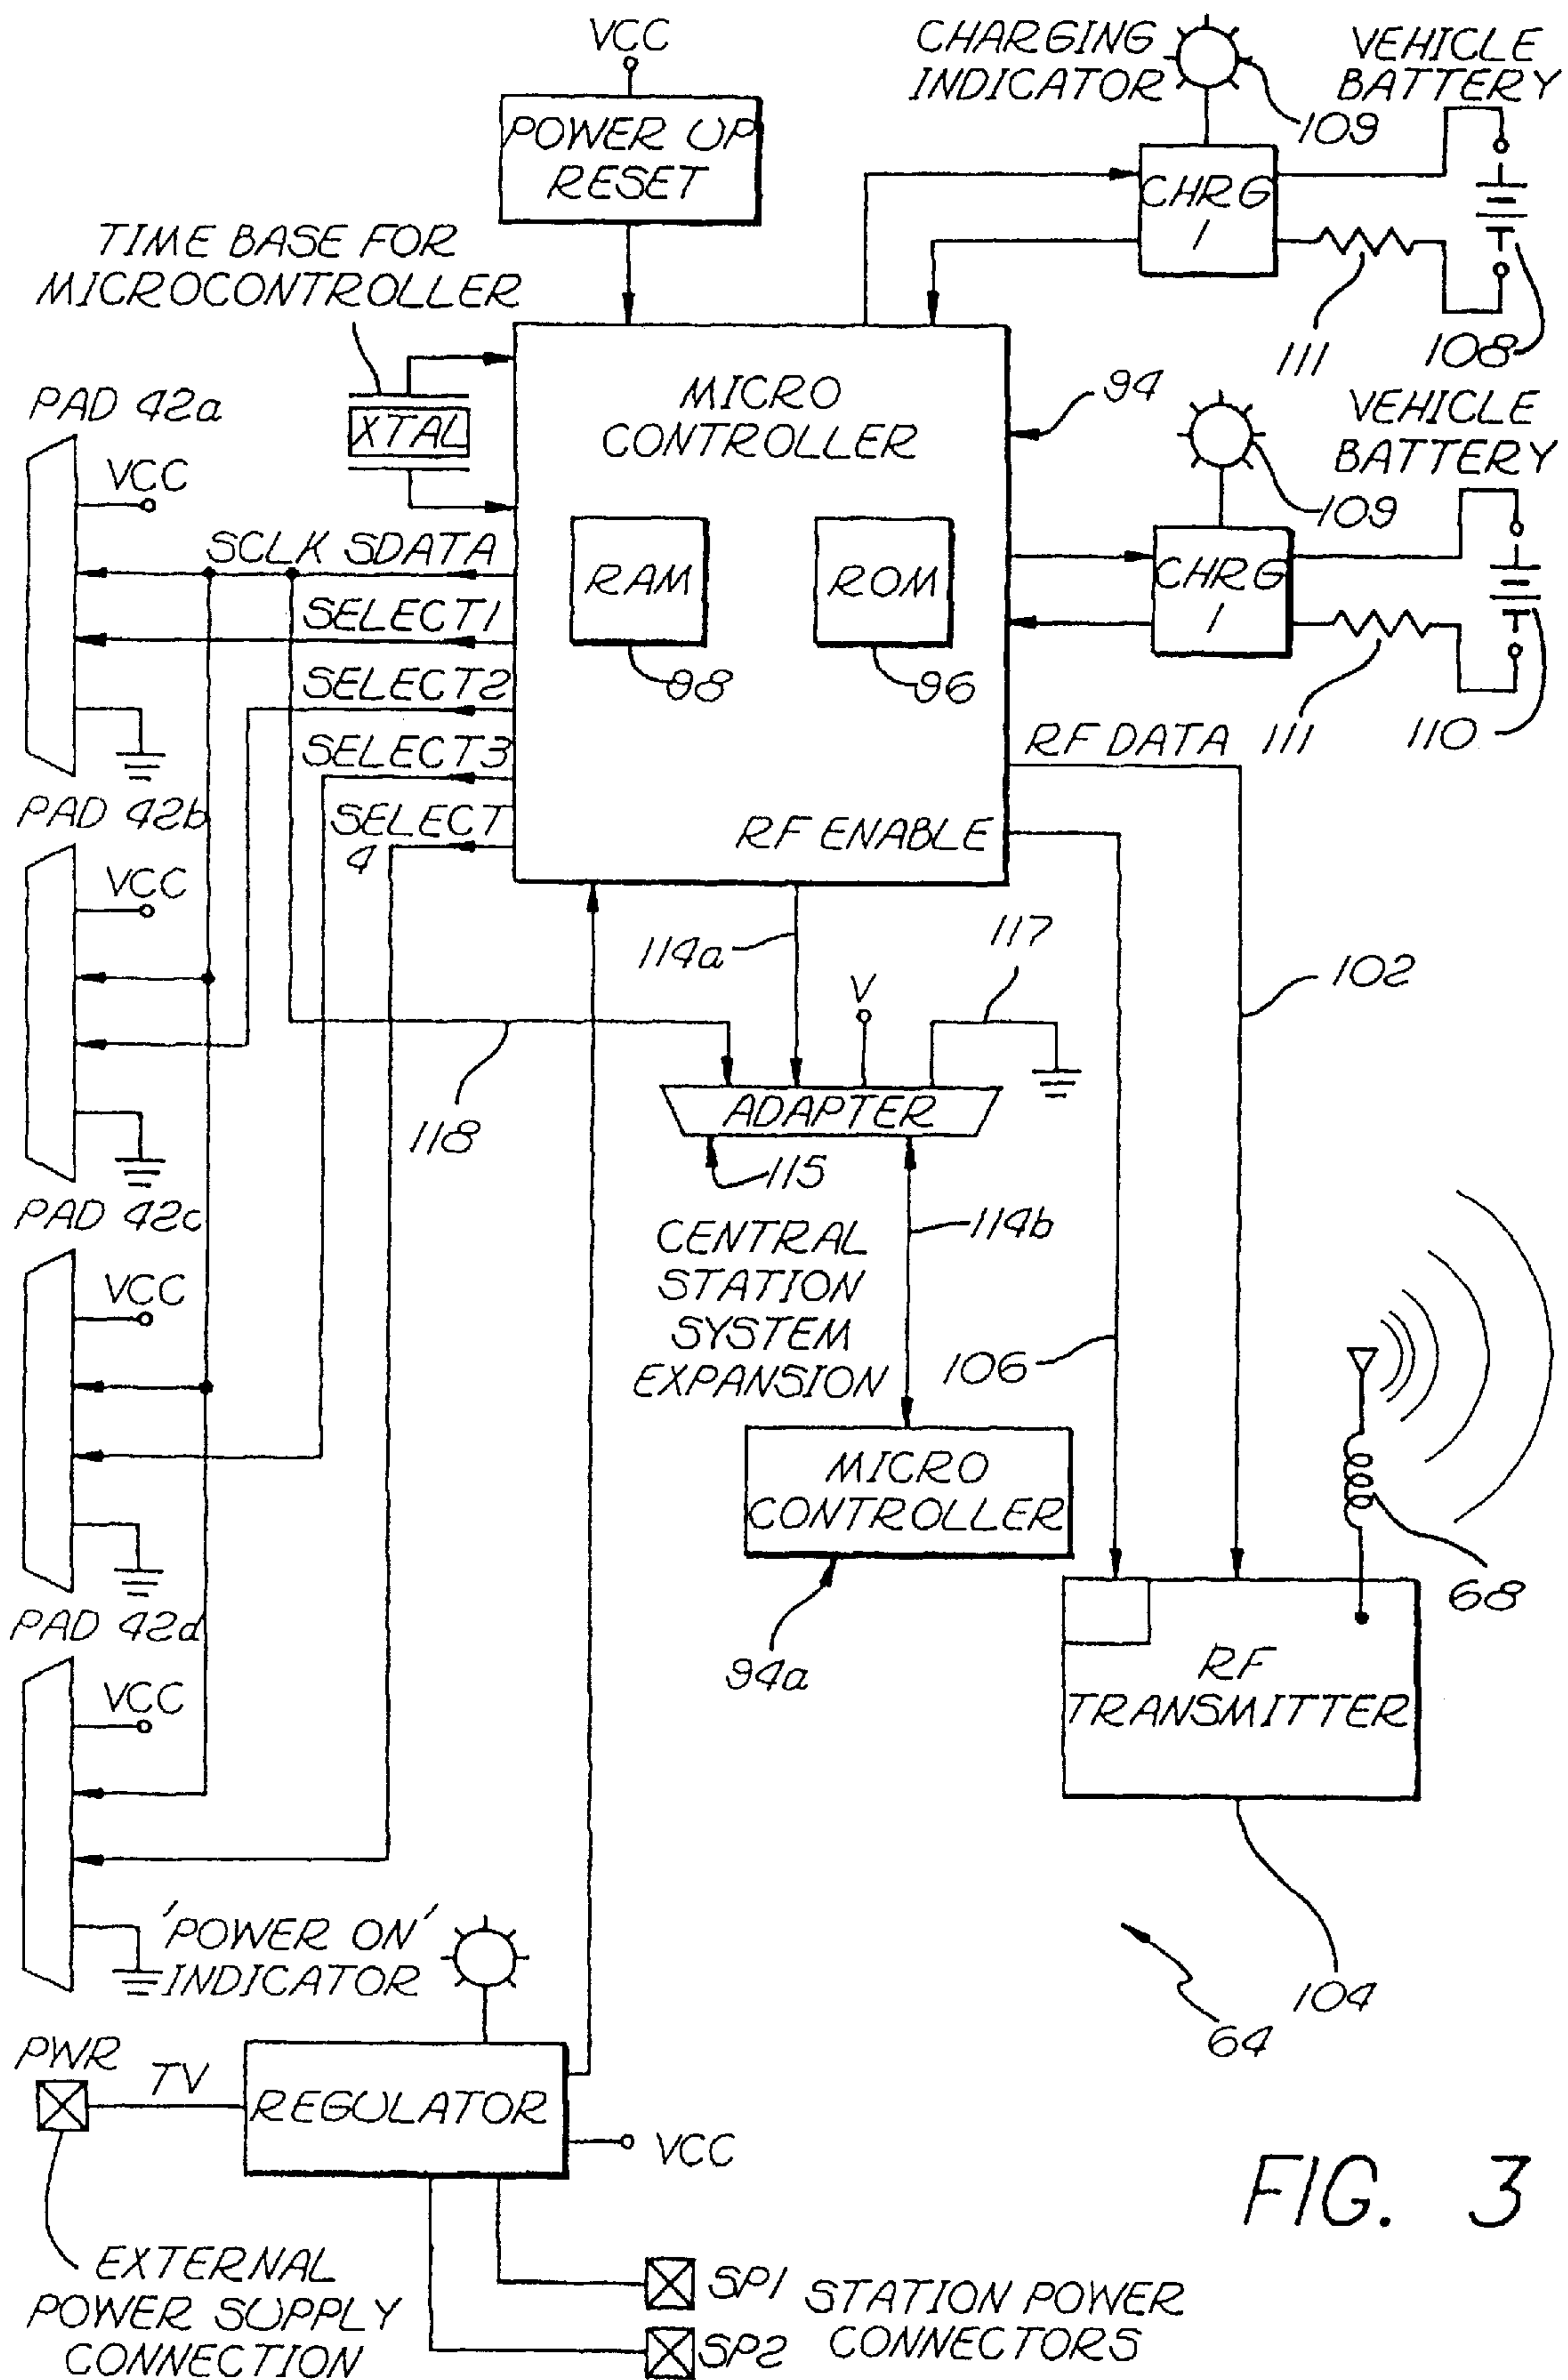 VCC
POWER UP
RESET
CHARGING
INDICATOR
109
VEHICLE
BATTERY
CHRG
1
111
108
TIME BASE FOR
MICROCONTROLLER
XTAL
MICRO
CONTROLLER
94
RAM
98
ROM
96
VEHICLE
BATTERY
109
CHRG
1
111
110
PAD 42a
VCC
SCLK SDATA
SELECT1
SELECT2
SELECT3
SELECT
4
RF DATA
RF ENABLE
PAD 42b
VCC
114a
V
117
102
118
ADAPTER
115
PAD 42c
VCC
CENTRAL
STATION
SYSTEM
EXPANSION
114b
106
MICRO
CONTROLLER
94a
68
RF
TRANSMITTER
104
64
PAD 42d
VCC
'POWER ON'
INDICATOR
PWR
TV
REGULATOR
VCC
EXTERNAL
POWER SUPPLY
CONNECTION
SP1
SP2
STATION POWER
CONNECTORS
FIG. 3